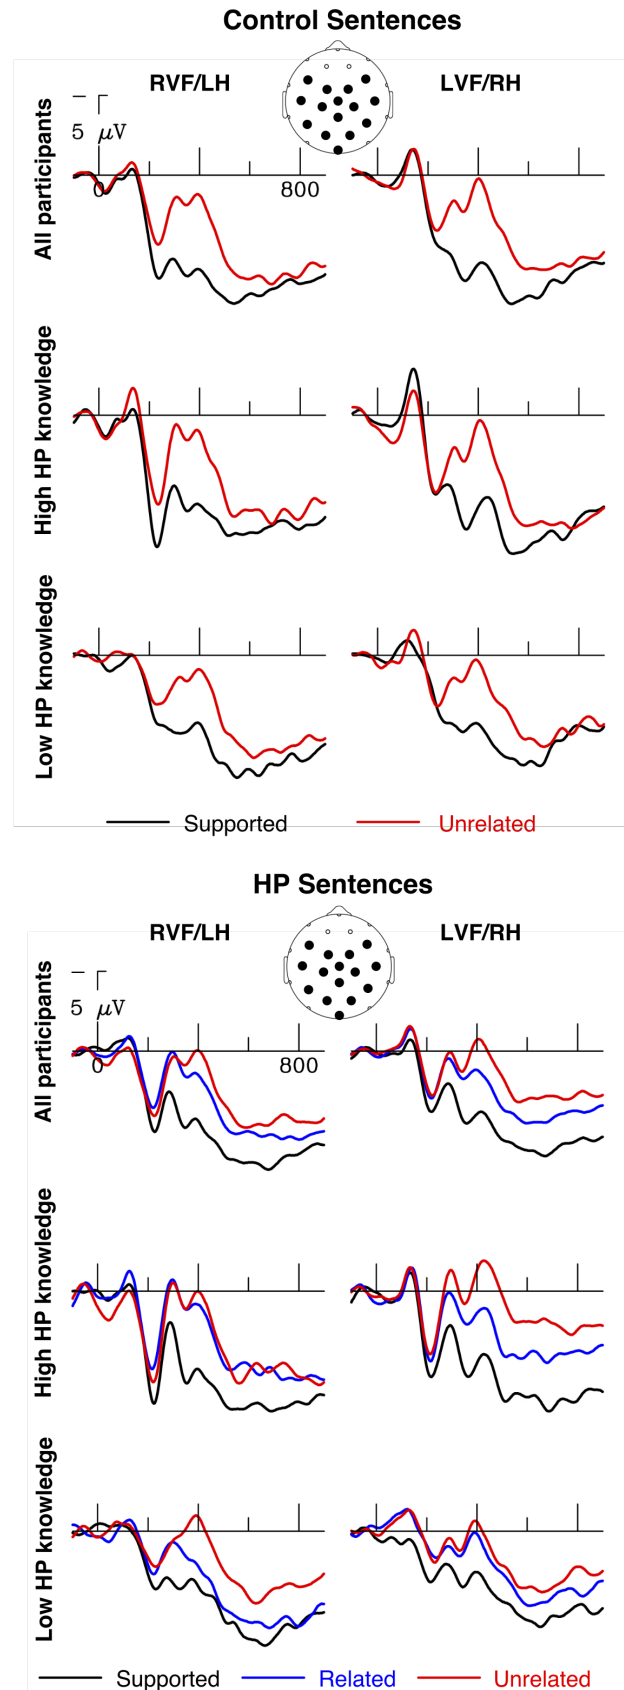 Control Sentences
RVF/LH LVF/RH
5 μV
All participants
0 800
High HP knowledge
Low HP knowledge
Supported Unrelated
HP Sentences
RVF/LH LVF/RH
5 μV
All participants
0 800
High HP knowledge
Low HP knowledge
Supported Related Unrelated